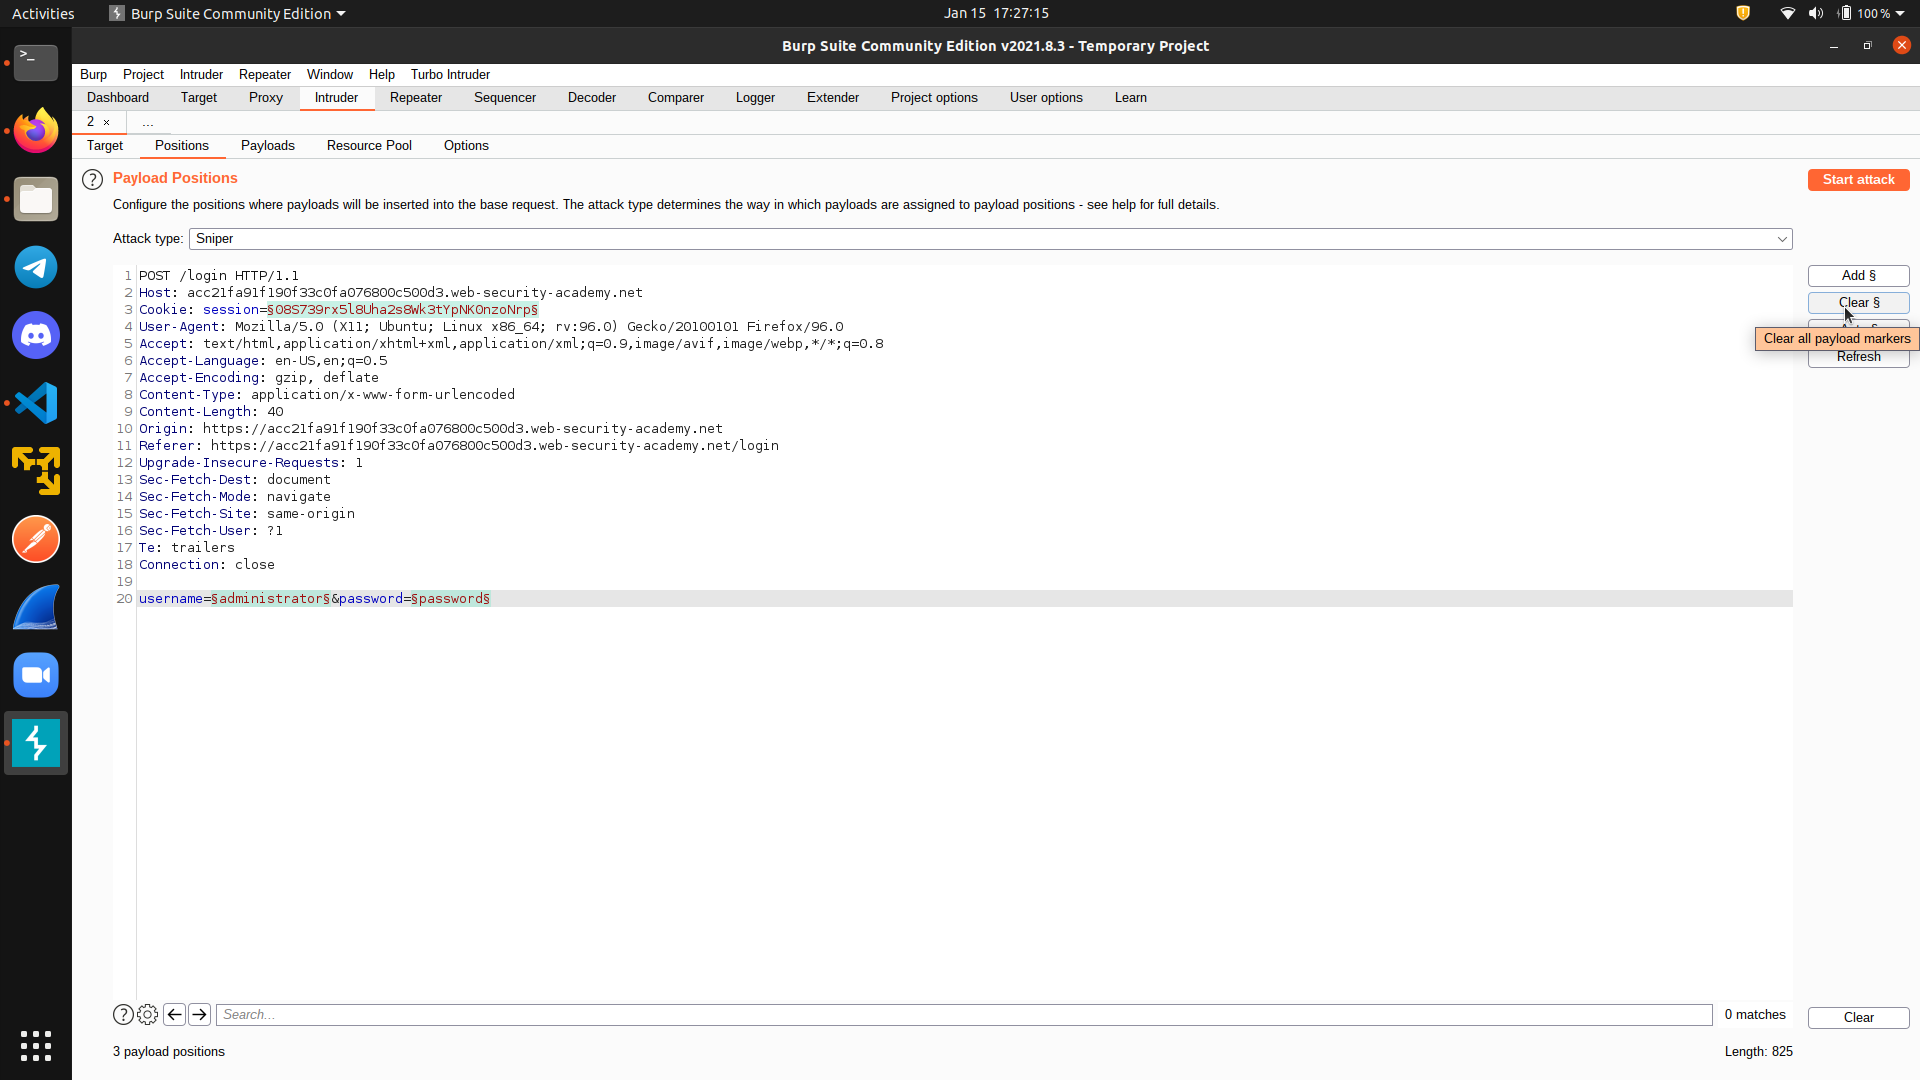 Activities Burp Suite Community Edition Jan 15 17:27:15 100 %
Burp Suite Community Edition v2021.8.3 - Temporary Project
Burp Project Intruder Repeater Window Help Turbo Intruder
Dashboard Target Proxy Intruder Repeater Sequencer Decoder Comparer Logger Extender Project options User options Learn
2 × ...
Target Positions Payloads Resource Pool Options
? Payload Positions Start attack
Configure the positions where payloads will be inserted into the base request. The attack type determines the way in which payloads are assigned to payload positions - see help for full details.
Attack type: Sniper
Add §
Clear §
Clear all payload markers
Refresh
1 POST /login HTTP/1.1
2 Host: acc21fa91f190f33c0fa076800c500d3.web-security-academy.net
3 Cookie: session=§O8S739rx5l8Uha2s8Wk3tYpNK0nzoNrp§
4 User-Agent: Mozilla/5.0 (X11; Ubuntu; Linux x86_64; rv:96.0) Gecko/20100101 Firefox/96.0
5 Accept: text/html,application/xhtml+xml,application/xml;q=0.9,image/avif,image/webp,*/*;q=0.8
6 Accept-Language: en-US,en;q=0.5
7 Accept-Encoding: gzip, deflate
8 Content-Type: application/x-www-form-urlencoded
9 Content-Length: 40
10 Origin: https://acc21fa91f190f33c0fa076800c500d3.web-security-academy.net
11 Referer: https://acc21fa91f190f33c0fa076800c500d3.web-security-academy.net/login
12 Upgrade-Insecure-Requests: 1
13 Sec-Fetch-Dest: document
14 Sec-Fetch-Mode: navigate
15 Sec-Fetch-Site: same-origin
16 Sec-Fetch-User: ?1
17 Te: trailers
18 Connection: close
19
20 username=§administrator§&password=§password§
? Search... 0 matches Clear
3 payload positions Length: 825